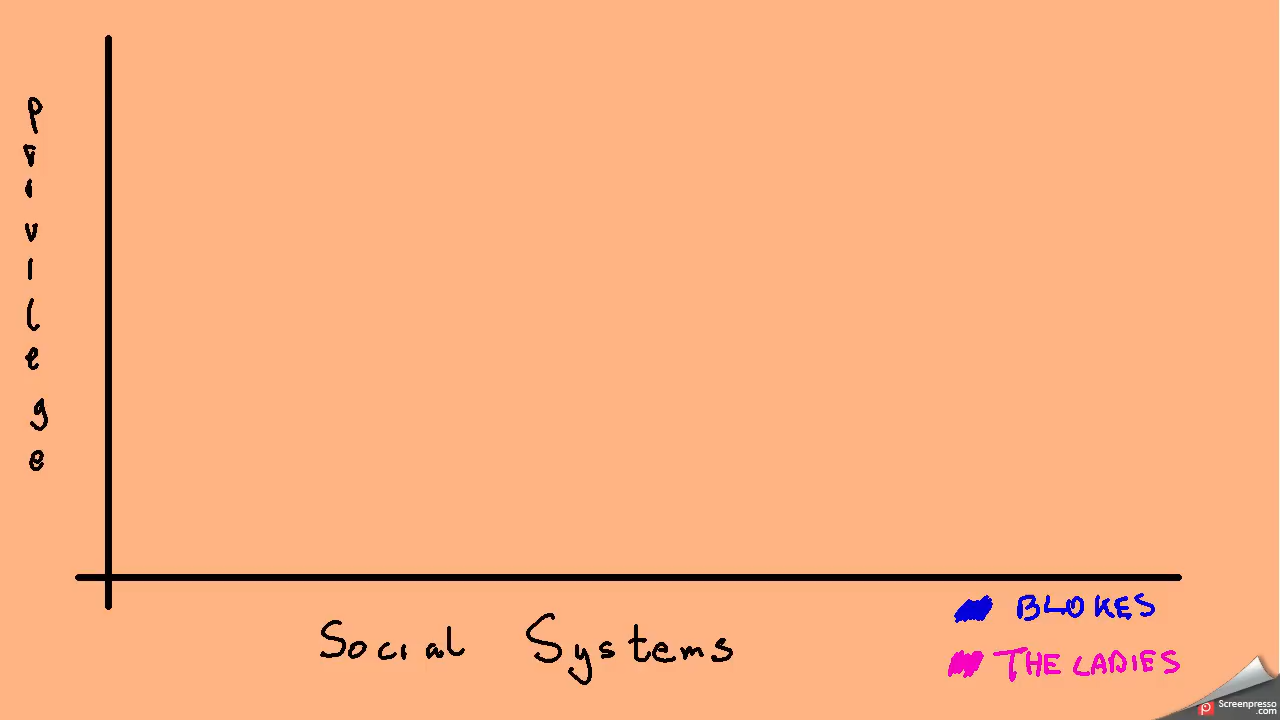 Privilege
Social Systems
BLOKES
THE LADIES
Screenpresso
.com